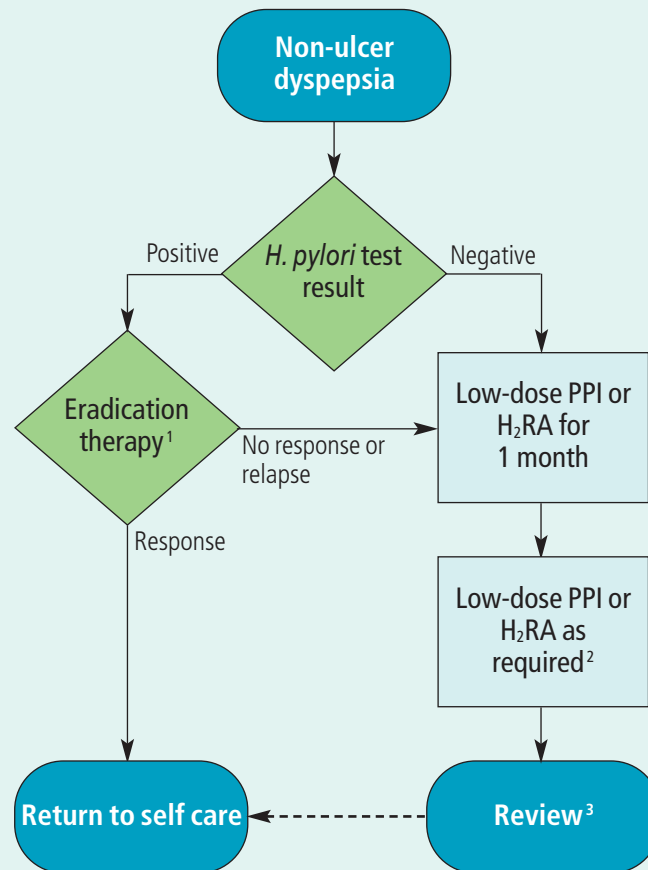 Non-ulcer
dyspepsia
H. pylori test
result
Positive
Negative
Eradication
therapy¹
No response or
relapse
Low-dose PPI or
H₂RA for
1 month
Response
Low-dose PPI or
H₂RA as
required²
Return to self care
Review³